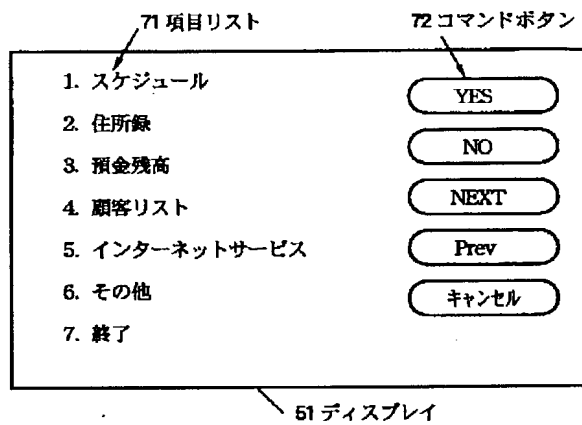 71 項目リスト
72 コマンドボタン
1. スケジュール
2. 住所録
3. 預金残高
4. 顧客リスト
5. インターネットサービス
6. その他
7. 終了
YES
NO
NEXT
Prev
キャンセル
51 ディスプレイ